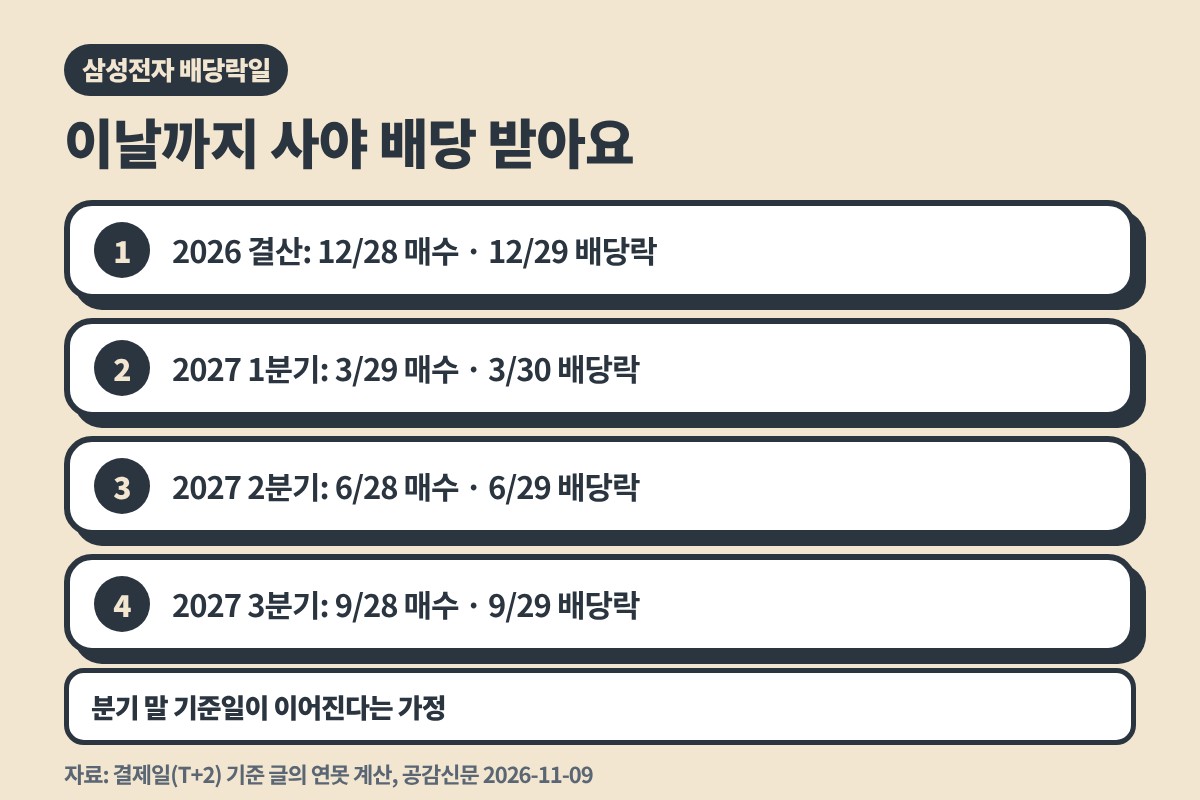 삼성전자 배당락일
이날까지 사야 배당 받아요
1 2026 결산: 12/28 매수 · 12/29 배당락
2 2027 1분기: 3/29 매수 · 3/30 배당락
3 2027 2분기: 6/28 매수 · 6/29 배당락
4 2027 3분기: 9/28 매수 · 9/29 배당락
분기 말 기준일이 이어진다는 가정
자료: 결제일(T+2) 기준 글의 연못 계산, 공감신문 2026-11-09